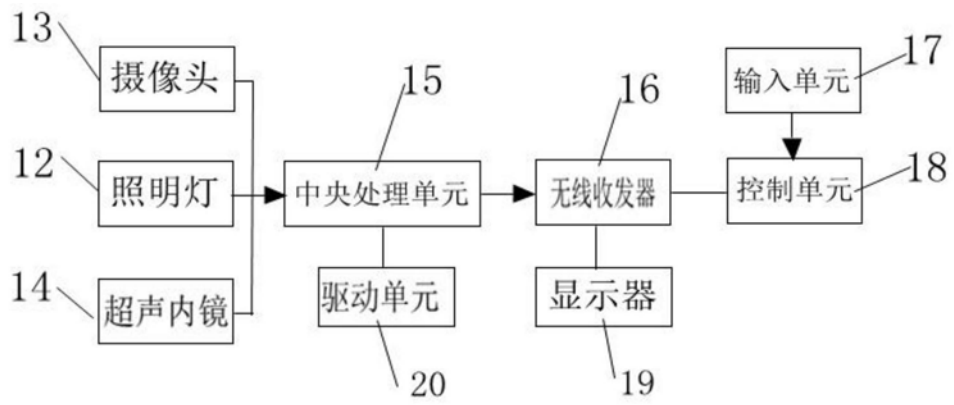 13
摄像头
12
照明灯
14
超声内镜
15
中央处理单元
驱动单元
20
16
无线收发器
显示器
19
17
输入单元
控制单元
18